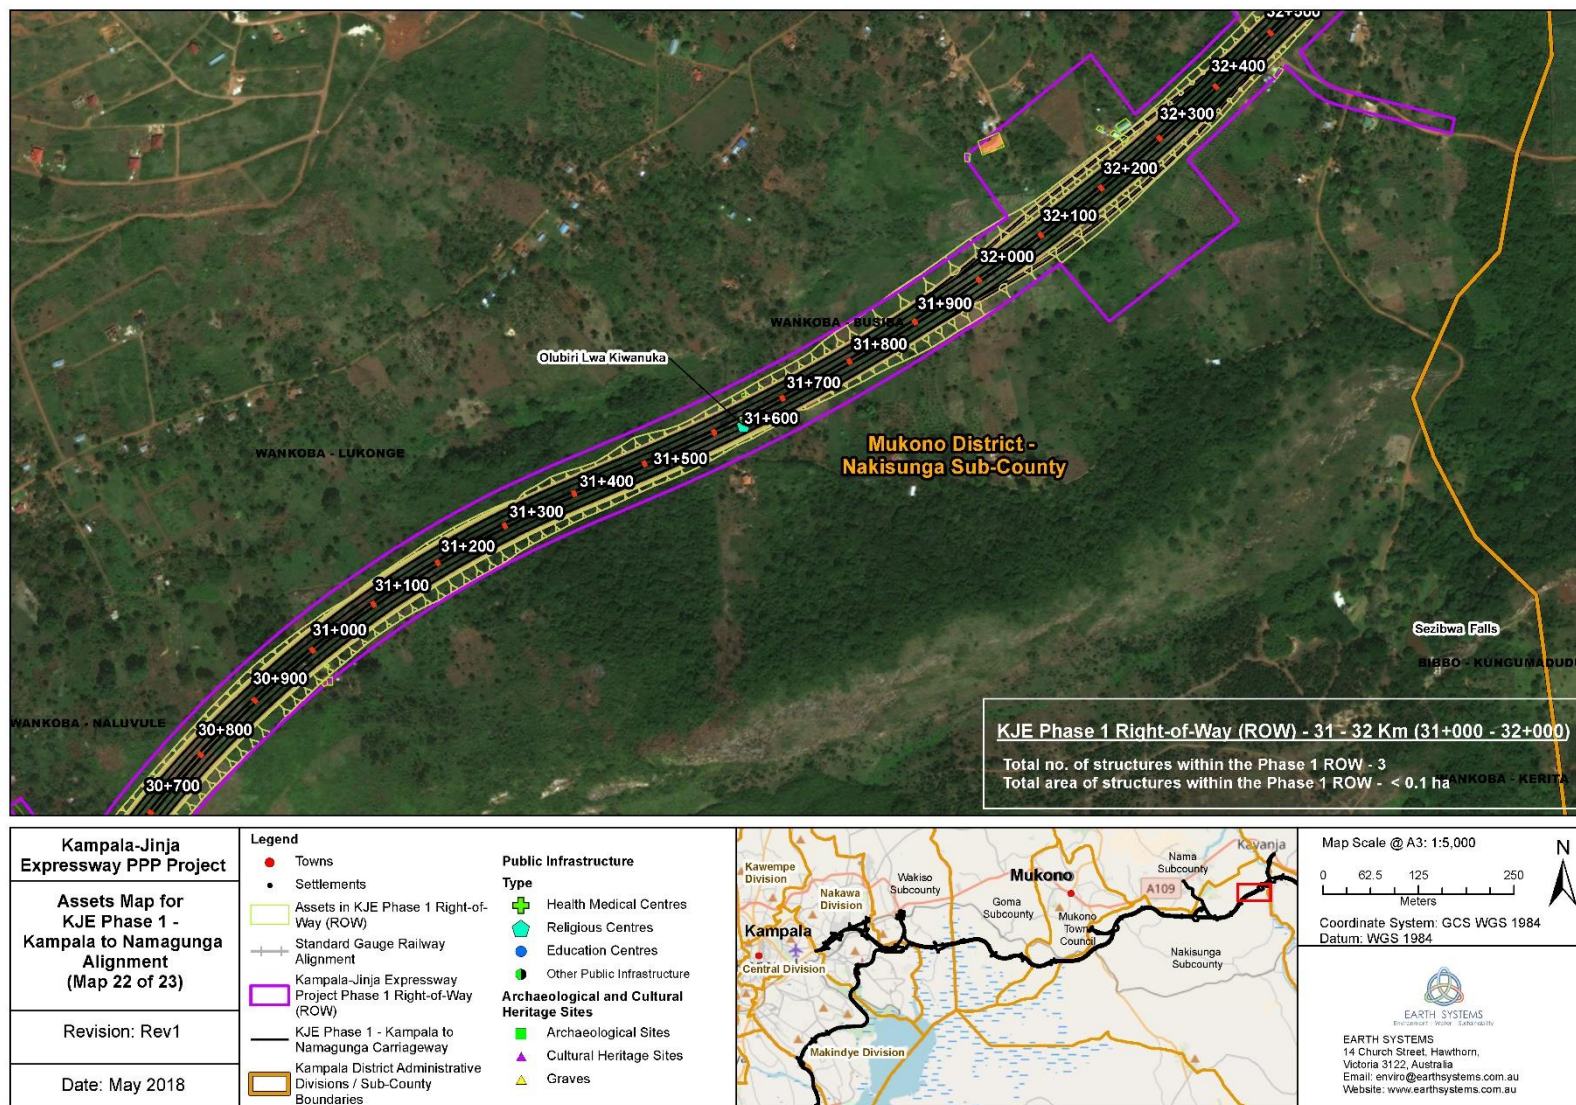 32+500
32+400
32+300
32+200
32+100
32+000
31+900
WANKOBA - BUSIBA
31+800
Olubiri Lwa Kiwanuka
31+700
31+600
Mukono District -
Nakisunga Sub-County
WANKOBA - LUKONGE
31+500
31+400
31+300
31+200
31+100
31+000
30+900
30+800
30+700
WANKOBA - NALUVULE
Sezibwa Falls
BIBBO - KUNGUMADUDU
KJE Phase 1 Right-of-Way (ROW) - 31 - 32 Km (31+000 - 32+000)
Total no. of structures within the Phase 1 ROW - 3
Total area of structures within the Phase 1 ROW - < 0.1 ha
WANKOBA - KERITA
Kampala-Jinja
Expressway PPP Project
Assets Map for
KJE Phase 1 -
Kampala to Namagunga
Alignment
(Map 22 of 23)
Revision: Rev1
Date: May 2018
Legend
Towns
Settlements
Assets in KJE Phase 1 Right-of-
Way (ROW)
Standard Gauge Railway
Alignment
Kampala-Jinja Expressway
Project Phase 1 Right-of-Way
(ROW)
KJE Phase 1 - Kampala to
Namagunga Carriageway
Kampala District Administrative
Divisions / Sub-County
Boundaries
Public Infrastructure
Type
Health Medical Centres
Religious Centres
Education Centres
Other Public Infrastructure
Archaeological and Cultural
Heritage Sites
Archaeological Sites
Cultural Heritage Sites
Graves
Kawempe
Division
Nakawa
Division
Wakiso
Subcounty
Kampala
Central Division
Makindye Division
Goma
Subcounty
Mukono
Mukono
Town
Council
A109
Nama
Subcounty
Nakisunga
Subcounty
Kavanja
Map Scale @ A3: 1:5,000
0 62.5 125 250
Meters
N
Coordinate System: GCS WGS 1984
Datum: WGS 1984
EARTH SYSTEMS
Environment · Water · Sustainability
EARTH SYSTEMS
14 Church Street, Hawthorn,
Victoria 3122, Australia
Email: enviro@earthsystems.com.au
Website: www.earthsystems.com.au